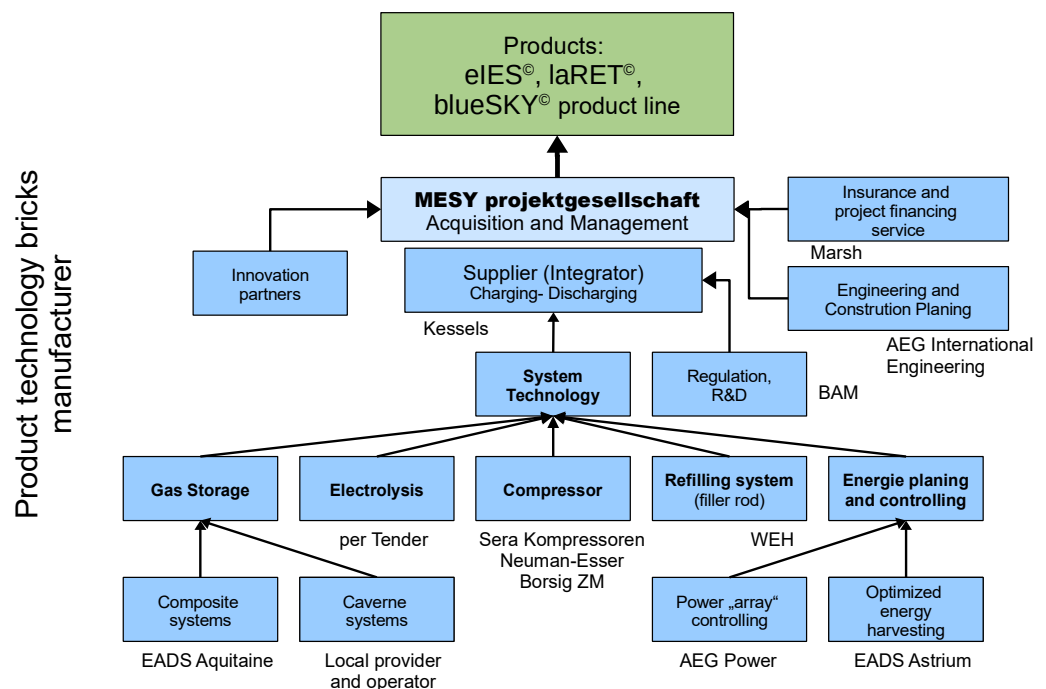 Products:
eIES©, laRET©,
blueSKY© product line
Product technology bricks
manufacturer
MESY projektgesellschaft
Acquisition and Management
Insurance and
project financing
service
Marsh
Innovation
partners
Supplier (Integrator)
Charging- Discharging
Kessels
Engineering and
Constrution Planing
AEG International
Engineering
System
Technology
Regulation,
R&D
BAM
Gas Storage
Electrolysis
per Tender
Compressor
Sera Kompressoren
Neuman-Esser
Borsig ZM
Refilling system
(filler rod)
WEH
Energie planing
and controlling
Composite
systems
EADS Aquitaine
Caverne
systems
Local provider
and operator
Power „array“
controlling
AEG Power
Optimized
energy
harvesting
EADS Astrium